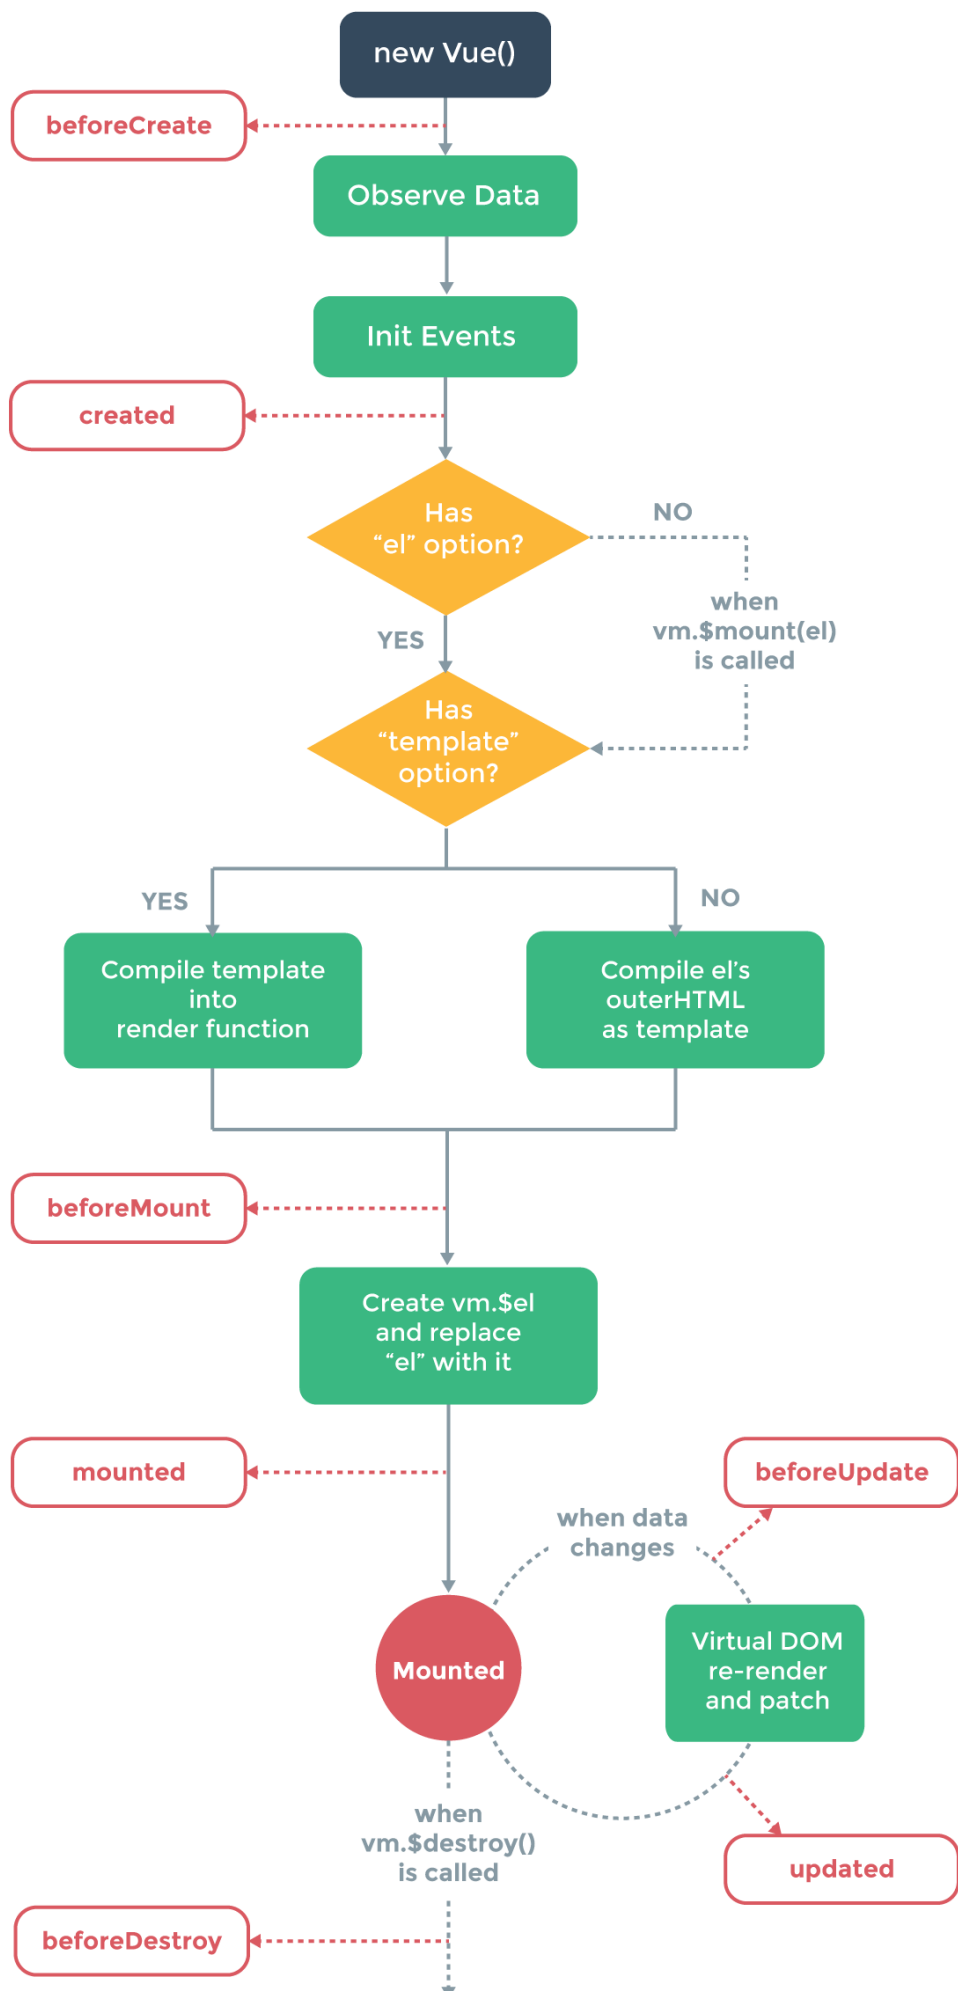 new Vue()
beforeCreate
Observe Data
Init Events
created
Has
“el” option?
NO
when
vm.$mount(el)
is called
YES
Has
“template”
option?
YES
NO
Compile template
into
render function
Compile el’s
outerHTML
as template
beforeMount
Create vm.$el
and replace
“el” with it
mounted
beforeUpdate
when data
changes
Mounted
Virtual DOM
re-render
and patch
when
vm.$destroy()
is called
updated
beforeDestroy